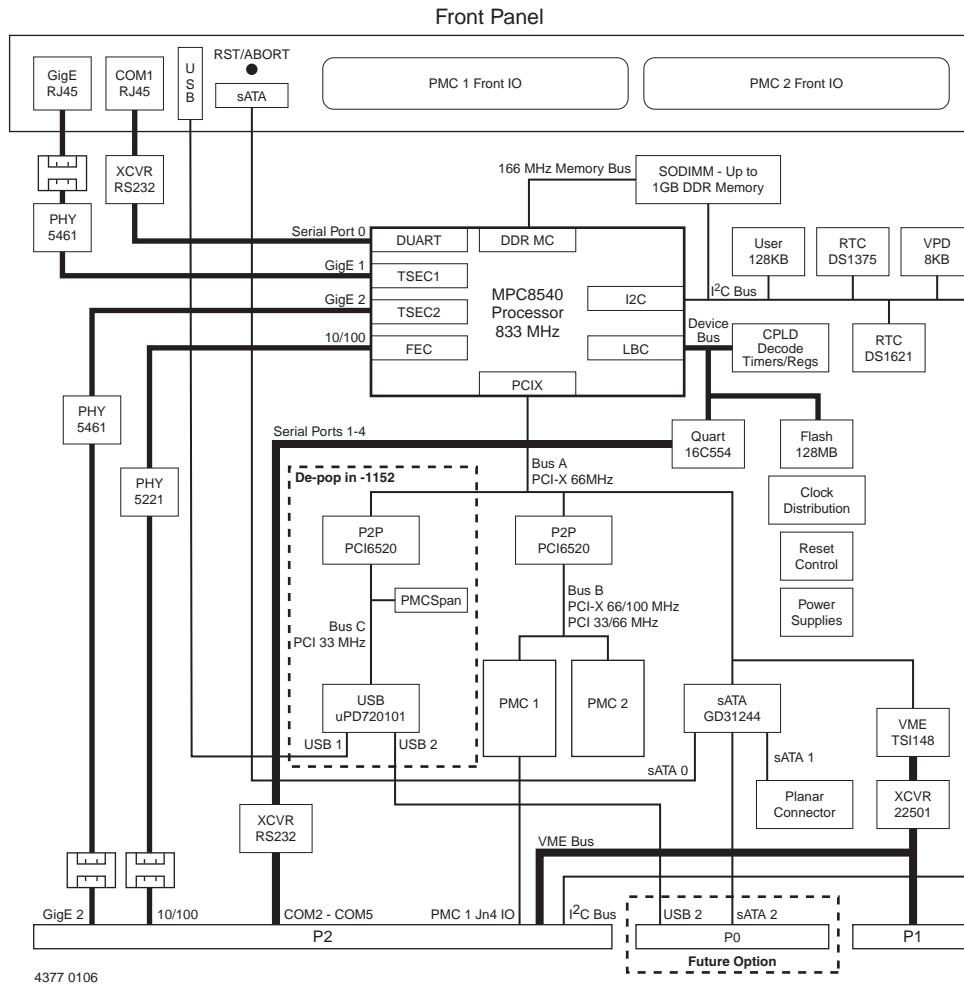 Front Panel
GigE
RJ45
COM1
RJ45
U
S
B
RST/ABORT
sATA
PMC 1 Front IO
PMC 2 Front IO
XCVR
RS232
166 MHz Memory Bus
SODIMM - Up to
1GB DDR Memory
PHY
5461
Serial Port 0
DUART
DDR MC
User
128KB
RTC
DS1375
VPD
8KB
GigE 1
TSEC1
MPC8540
Processor
833 MHz
I2C
I²C Bus
GigE 2
TSEC2
Device
Bus
CPLD
Decode
Timers/Regs
RTC
DS1621
10/100
FEC
LBC
PCIX
PHY
5461
Serial Ports 1-4
Quart
16C554
Flash
128MB
PHY
5221
De-pop in -1152
Bus A
PCI-X 66MHz
Clock
Distribution
P2P
PCI6520
P2P
PCI6520
Reset
Control
PMCSpan
Bus B
PCI-X 66/100 MHz
PCI 33/66 MHz
Power
Supplies
Bus C
PCI 33 MHz
USB
uPD720101
PMC 1
PMC 2
sATA
GD31244
VME
TSI148
USB 1
USB 2
sATA 0
sATA 1
Planar
Connector
XCVR
22501
XCVR
RS232
VME Bus
GigE 2
10/100
COM2 - COM5
PMC 1 Jn4 IO
I²C Bus
USB 2
sATA 2
P2
P0
P1
Future Option
4377 0106